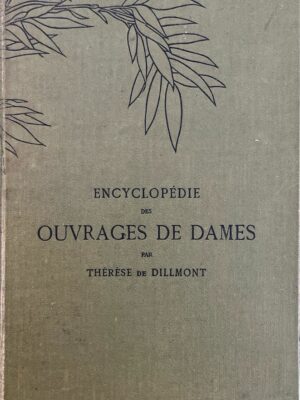 ENCYCLOPÉDIE
DES
OUVRAGES DE DAMES
PAR
THÉRÈSE DE DILLMONT